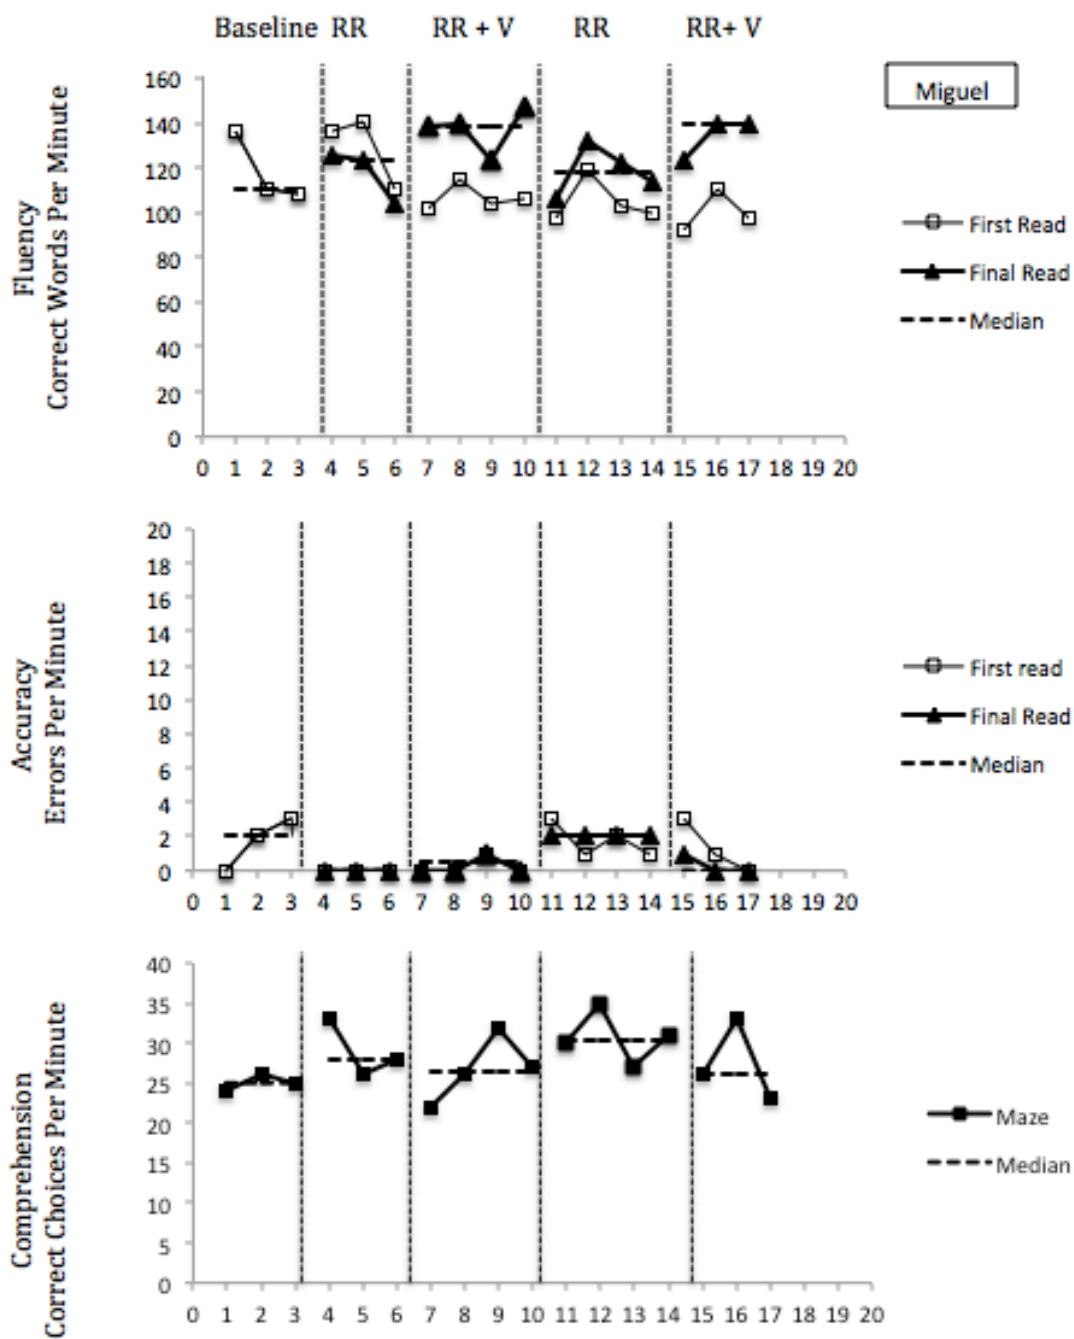 Baseline RR RR + V RR RR+ V
Miguel
Fluency
Correct Words Per Minute
160
140
120
100
80
60
40
20
0
0 1 2 3 4 5 6 7 8 9 10 11 12 13 14 15 16 17 18 19 20
First Read
Final Read
Median
Accuracy
Errors Per Minute
20
18
16
14
12
10
8
6
4
2
0
0 1 2 3 4 5 6 7 8 9 10 11 12 13 14 15 16 17 18 19 20
First read
Final Read
Median
Comprehension
Correct Choices Per Minute
40
35
30
25
20
15
10
5
0
0 1 2 3 4 5 6 7 8 9 10 11 12 13 14 15 16 17 18 19 20
Maze
Median